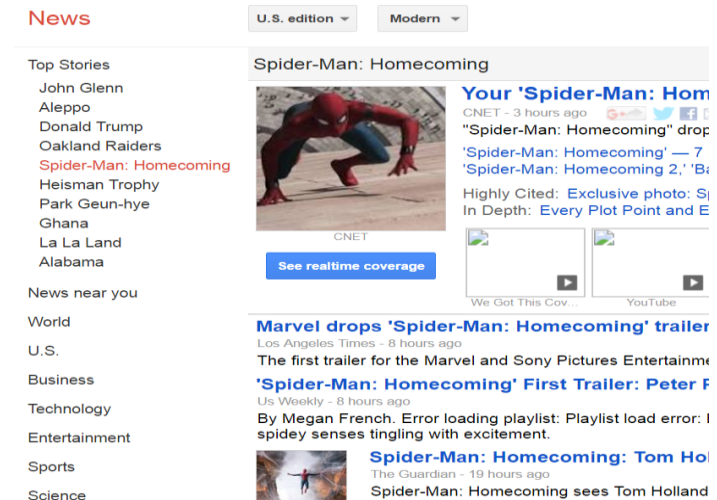 News
U.S. edition
Modern
Top Stories
John Glenn
Aleppo
Donald Trump
Oakland Raiders
Spider-Man: Homecoming
Heisman Trophy
Park Geun-hye
Ghana
La La Land
Alabama
News near you
World
U.S.
Business
Technology
Entertainment
Sports
Science
Spider-Man: Homecoming
Your 'Spider-Man: Hom
CNET - 3 hours ago
"Spider-Man: Homecoming" drop
'Spider-Man: Homecoming' — 7
'Spider-Man: Homecoming 2,' 'Ba
Highly Cited: Exclusive photo: Sp
In Depth: Every Plot Point and E
CNET
See realtime coverage
We Got This Cov...
YouTube
Marvel drops 'Spider-Man: Homecoming' trailer
Los Angeles Times - 8 hours ago
The first trailer for the Marvel and Sony Pictures Entertainme
'Spider-Man: Homecoming' First Trailer: Peter P
Us Weekly - 8 hours ago
By Megan French. Error loading playlist: Playlist load error:
spidey senses tingling with excitement.
Spider-Man: Homecoming: Tom Hol
The Guardian - 19 hours ago
Spider-Man: Homecoming sees Tom Holland